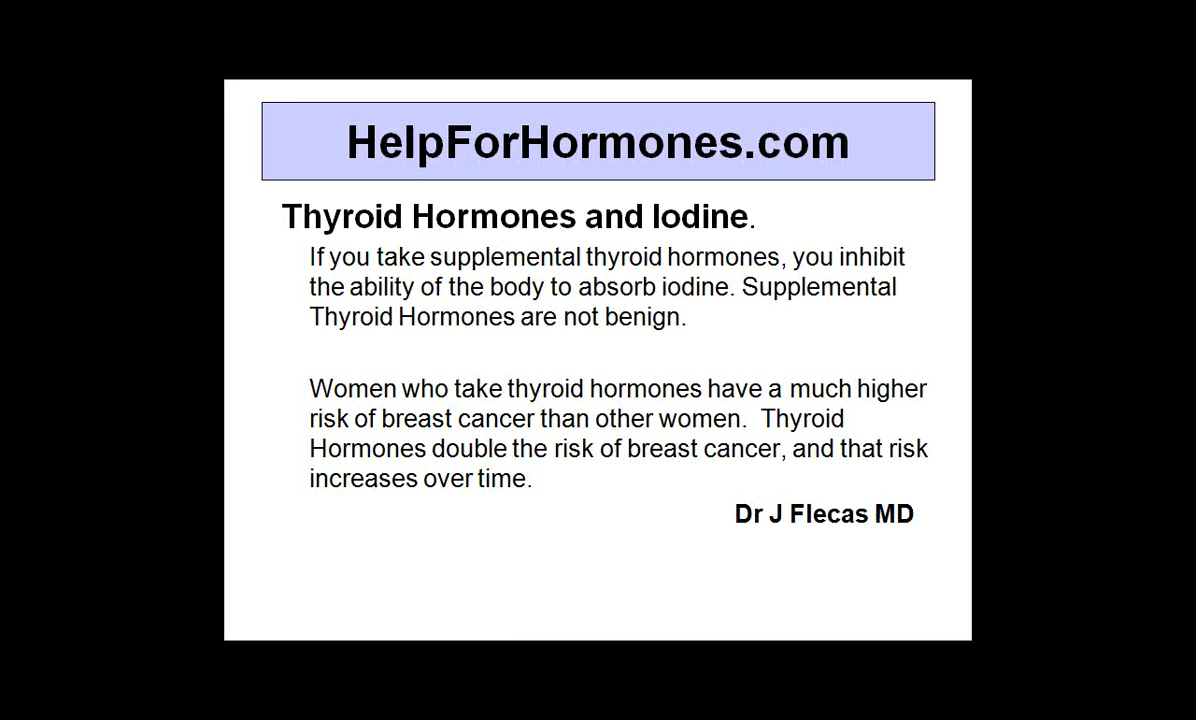 HelpForHormones.com
Thyroid Hormones and Iodine.
If you take supplemental thyroid hormones, you inhibit
the ability of the body to absorb iodine. Supplemental
Thyroid Hormones are not benign.
Women who take thyroid hormones have a much higher
risk of breast cancer than other women.  Thyroid
Hormones double the risk of breast cancer, and that risk
increases over time.
Dr J Flecas MD